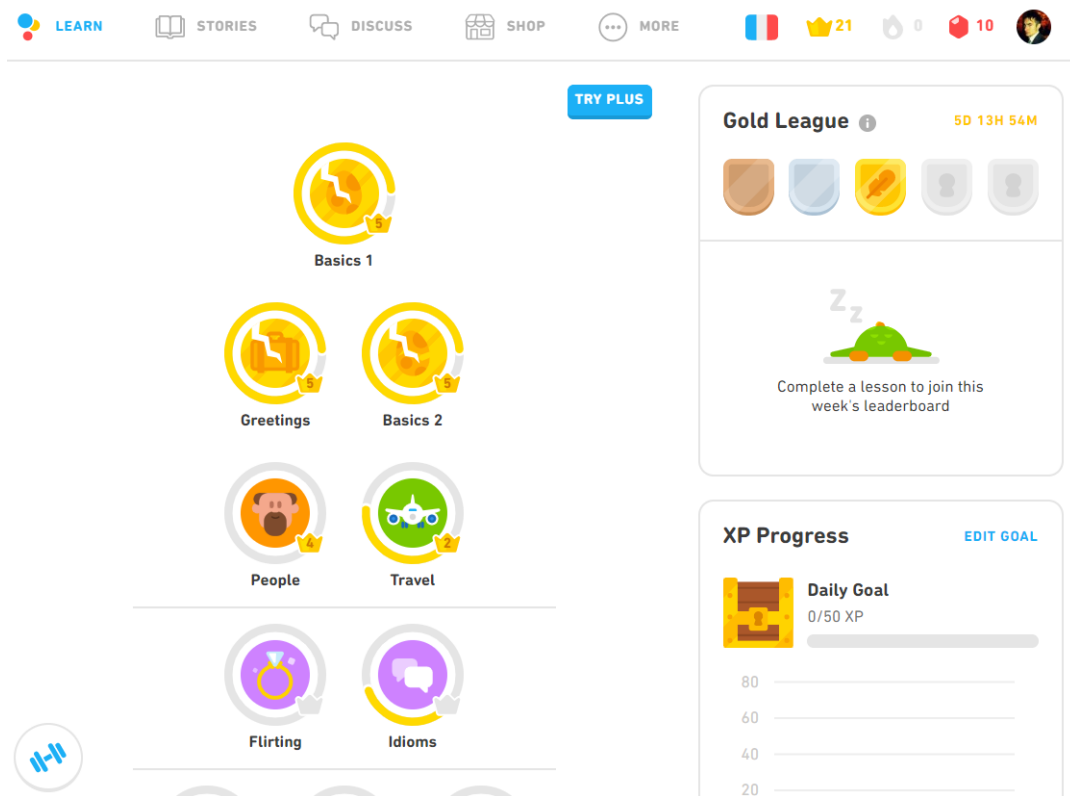 LEARN
STORIES
DISCUSS
SHOP
MORE
21
0
10
TRY PLUS
5
Basics 1
5
Greetings
5
Basics 2
4
People
2
Travel
Flirting
Idioms
Gold League i
5D 13H 54M
Z
Z
Complete a lesson to join this
week's leaderboard
XP Progress
EDIT GOAL
Daily Goal
0/50 XP
80
60
40
20